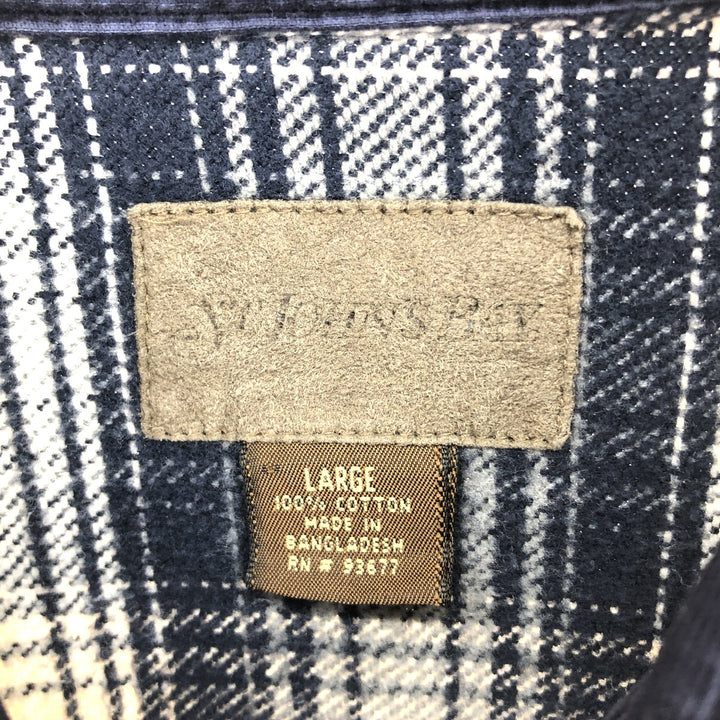 St. John's Bay
LARGE
100% COTTON
MADE IN
BANGLADESH
RN # 93677